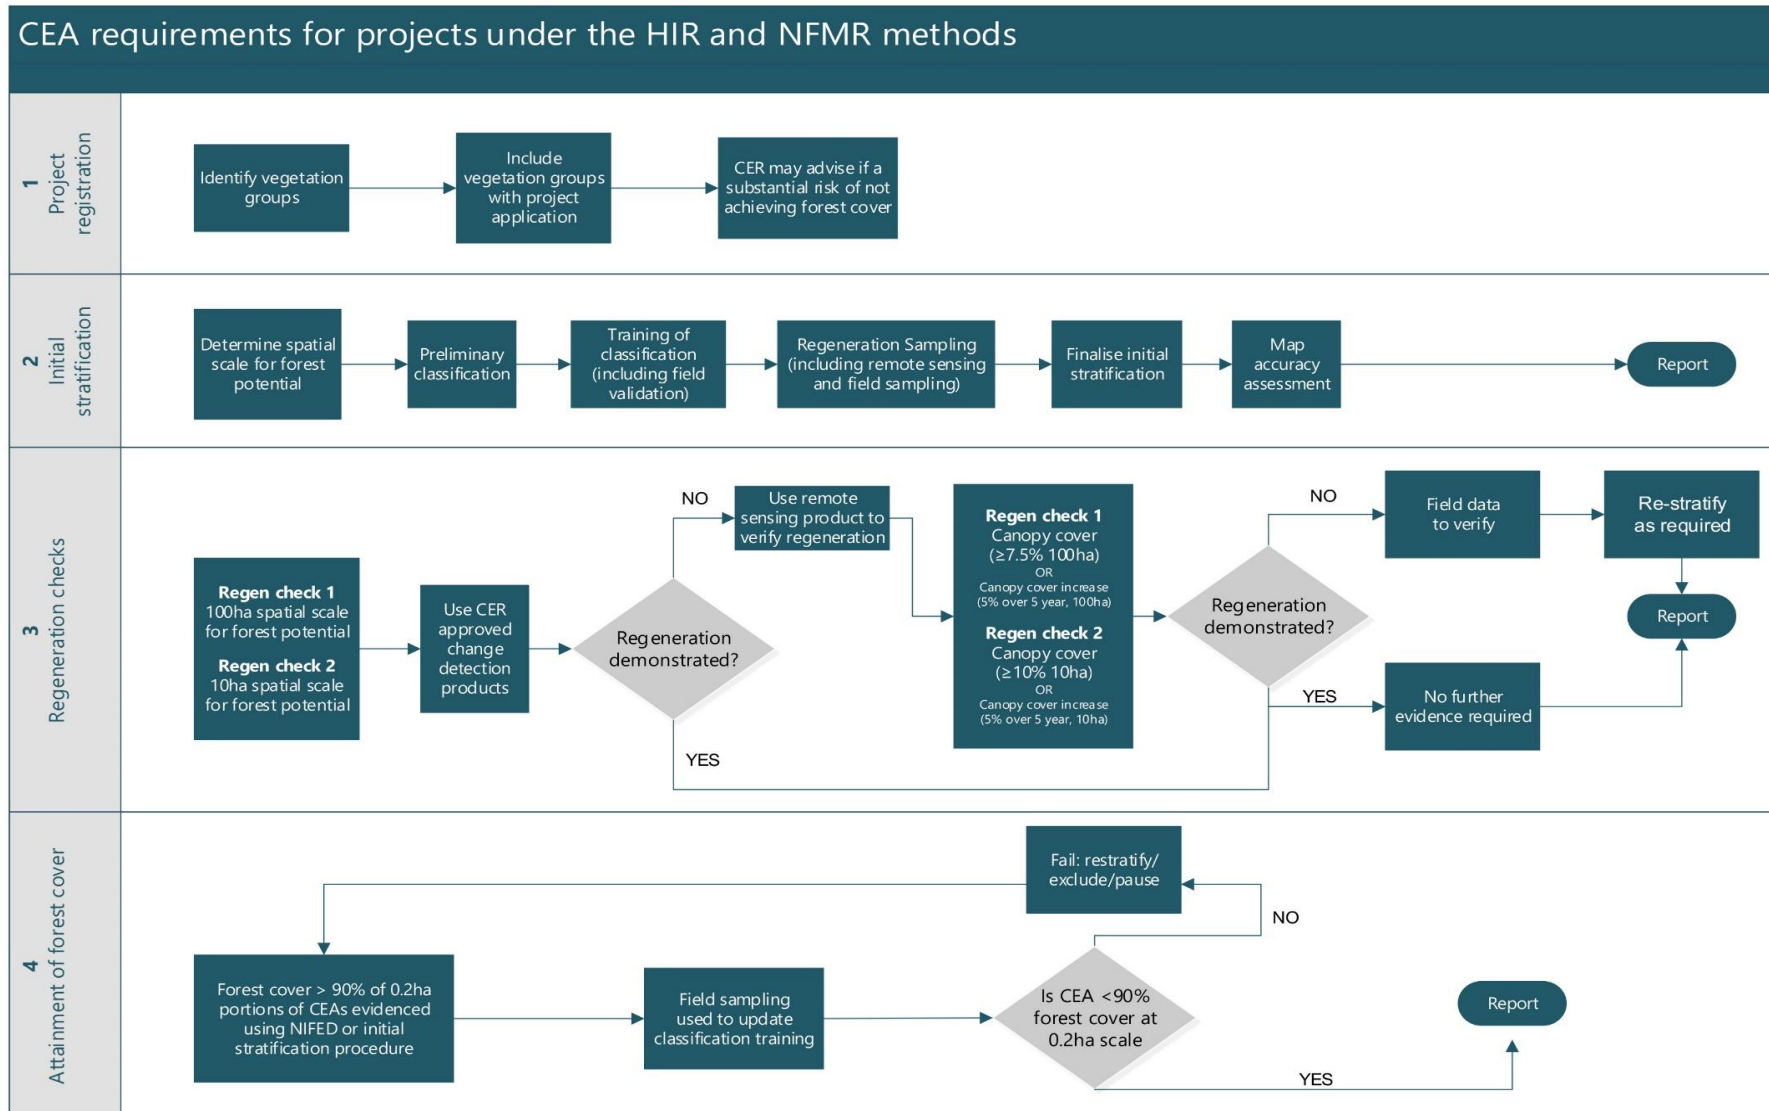 CEA requirements for projects under the HIR and NFMR methods
1
Project
registration
Identify vegetation
groups
Include
vegetation groups
with project
application
CER may advise if a
substantial risk of not
achieving forest cover
2
Initial
stratification
Determine spatial
scale for forest
potential
Preliminary
classification
Training of
classification
(including field
validation)
Regeneration Sampling
(including remote sensing
and field sampling)
Finalise initial
stratification
Map
accuracy
assessment
Report
3
Regeneration checks
Regen check 1
100ha spatial scale
for forest potential
Regen check 2
10ha spatial scale
for forest potential
Use CER
approved
change
detection
products
Regeneration
demonstrated?
NO
YES
Use remote
sensing product to
verify regeneration
Regen check 1
Canopy cover
(≥7.5% 100ha)
OR
Canopy cover increase
(5% over 5 year, 100ha)
Regen check 2
Canopy cover
(≥10% 10ha)
OR
Canopy cover increase
(5% over 5 year, 10ha)
Regeneration
demonstrated?
NO
Field data
to verify
Re-stratify
as required
Report
YES
No further
evidence required
4
Attainment of forest cover
Fail: restratify/
exclude/pause
NO
Forest cover > 90% of 0.2ha
portions of CEAs evidenced
using NIFED or initial
stratification procedure
Field sampling
used to update
classification training
Is CEA <90%
forest cover at
0.2ha scale
YES
Report